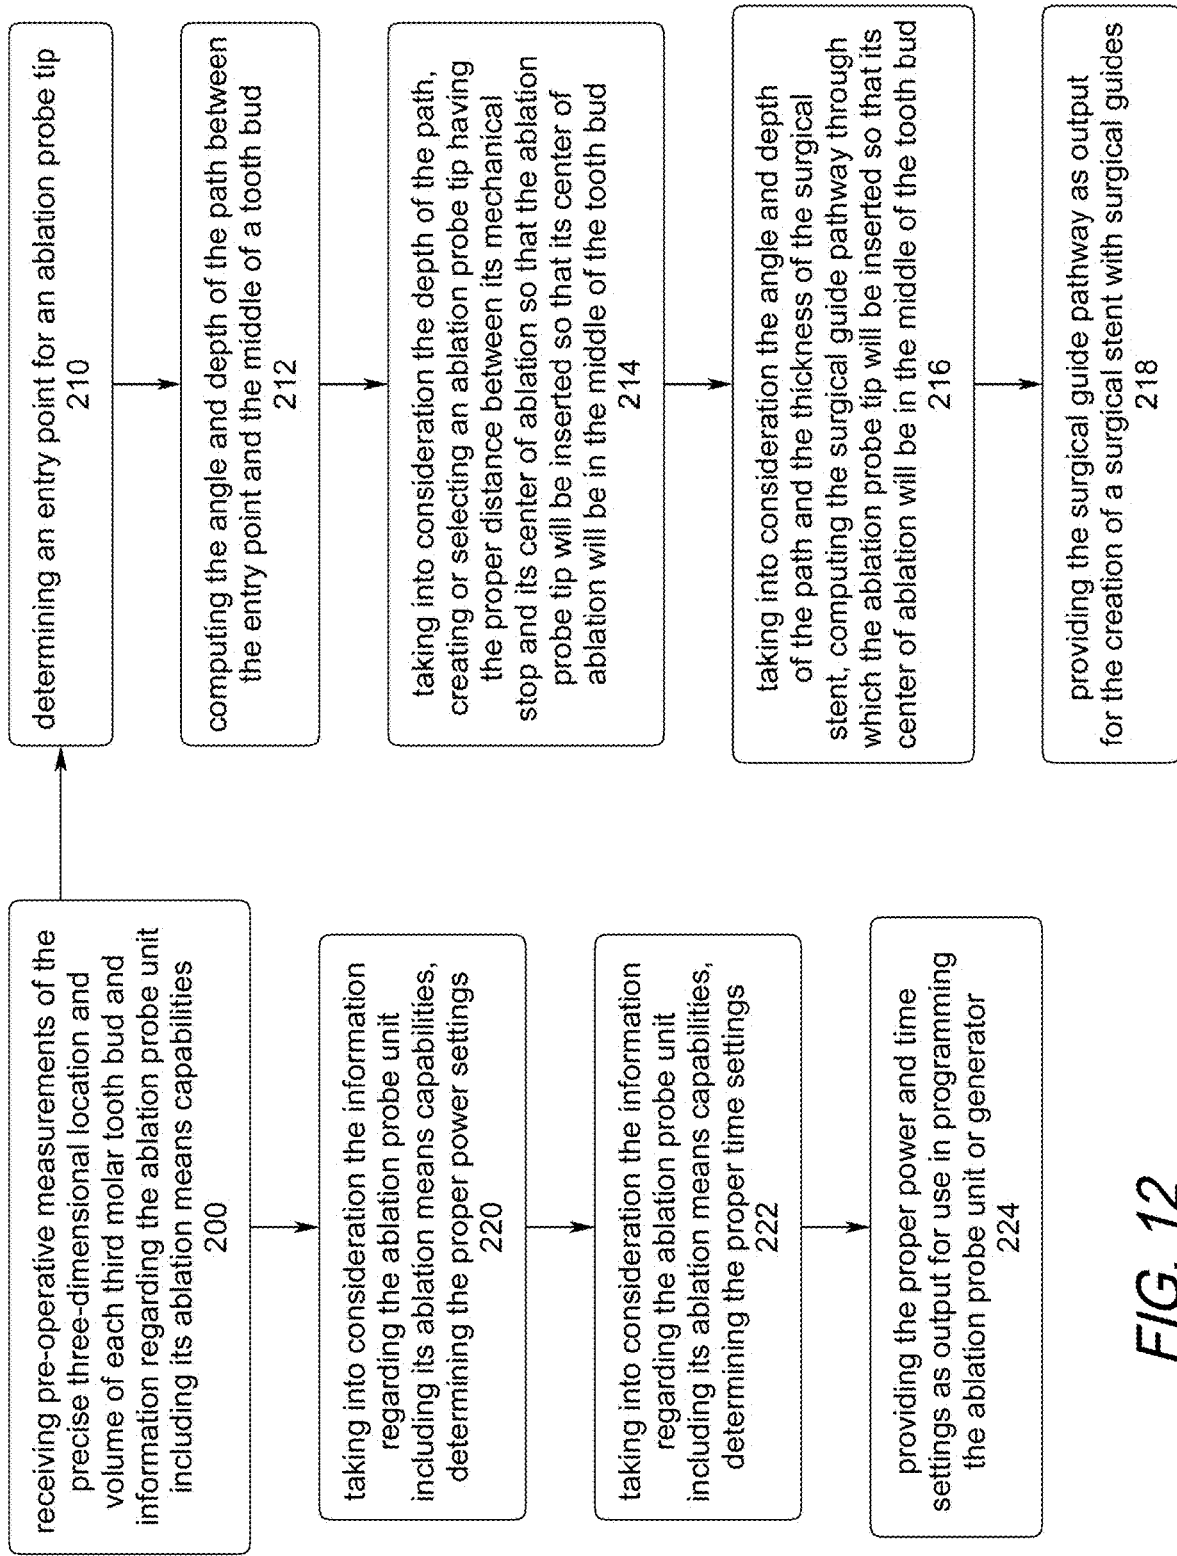 receiving pre-operative measurements of the
precise three-dimensional location and
volume of each third molar tooth bud and
information regarding the ablation probe unit
including its ablation means capabilities
200
taking into consideration the information
regarding the ablation probe unit
including its ablation means capabilities,
determining the proper power settings
220
taking into consideration the information
regarding the ablation probe unit
including its ablation means capabilities,
determining the proper time settings
222
providing the proper power and time
settings as output for use in programming
the ablation probe unit or generator
224
determining an entry point for an ablation probe tip
210
computing the angle and depth of the path between
the entry point and the middle of a tooth bud
212
taking into consideration the depth of the path,
creating or selecting an ablation probe tip having
the proper distance between its mechanical
stop and its center of ablation so that the ablation
probe tip will be inserted so that its center of
ablation will be in the middle of the tooth bud
214
taking into consideration the angle and depth
of the path and the thickness of the surgical
stent, computing the surgical guide pathway through
which the ablation probe tip will be inserted so that its
center of ablation will be in the middle of the tooth bud
216
providing the surgical guide pathway as output
for the creation of a surgical stent with surgical guides
218
FIG. 12